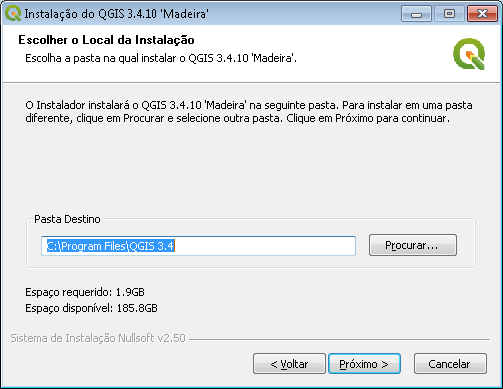 Instalação do QGIS 3.4.10 'Madeira'
Escolher o Local da Instalação
Escolha a pasta na qual instalar o QGIS 3.4.10 'Madeira'.
O Instalador instalará o QGIS 3.4.10 'Madeira' na seguinte pasta. Para instalar em uma pasta
diferente, clique em Procurar e selecione outra pasta. Clique em Próximo para continuar.
Pasta Destino
C:\Program Files\QGIS 3.4
Procurar...
Espaço requerido: 1.9GB
Espaço disponível: 185.8GB
Sistema de Instalação Nullsoft v2.50
< Voltar
Próximo >
Cancelar